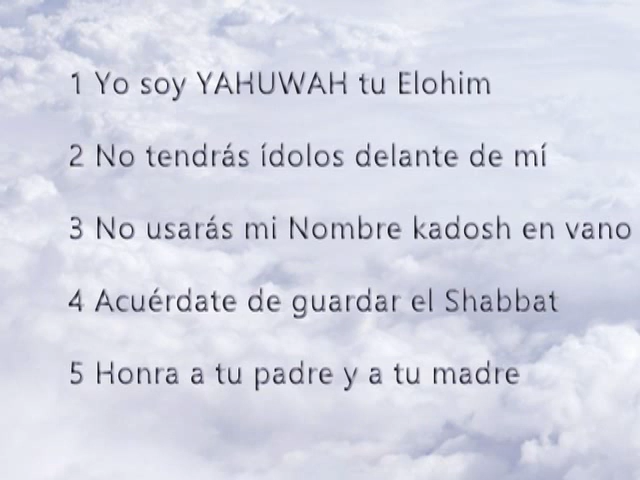 1 Yo soy YAHUWAH tu Elohim
2 No tendrás ídolos delante de mí
3 No usarás mi Nombre kadosh en vano
4 Acuérdate de guardar el Shabbat
5 Honra a tu padre y a tu madre